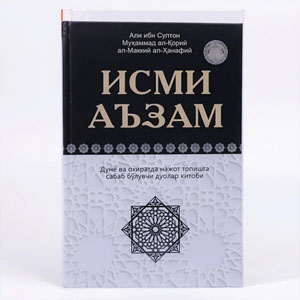 Али ибн Султон
Муҳаммад ал-Қорий
ал-Маккий ал-Ҳанафий
ИСМИ
АЪЗАМ
Дунё ва охиратда нажот топишга
сабаб бўлувчи дуолар китоби